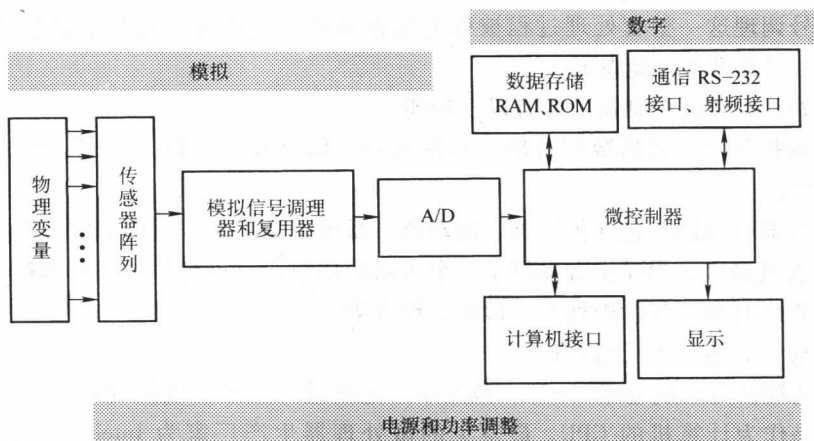 数字
模拟
数据存储
RAM、ROM
通信 RS-232
接口、射频接口
物理变量
传感器阵列
模拟信号调理
器和复用器
A/D
微控制器
计算机接口
显示
电源和功率调整